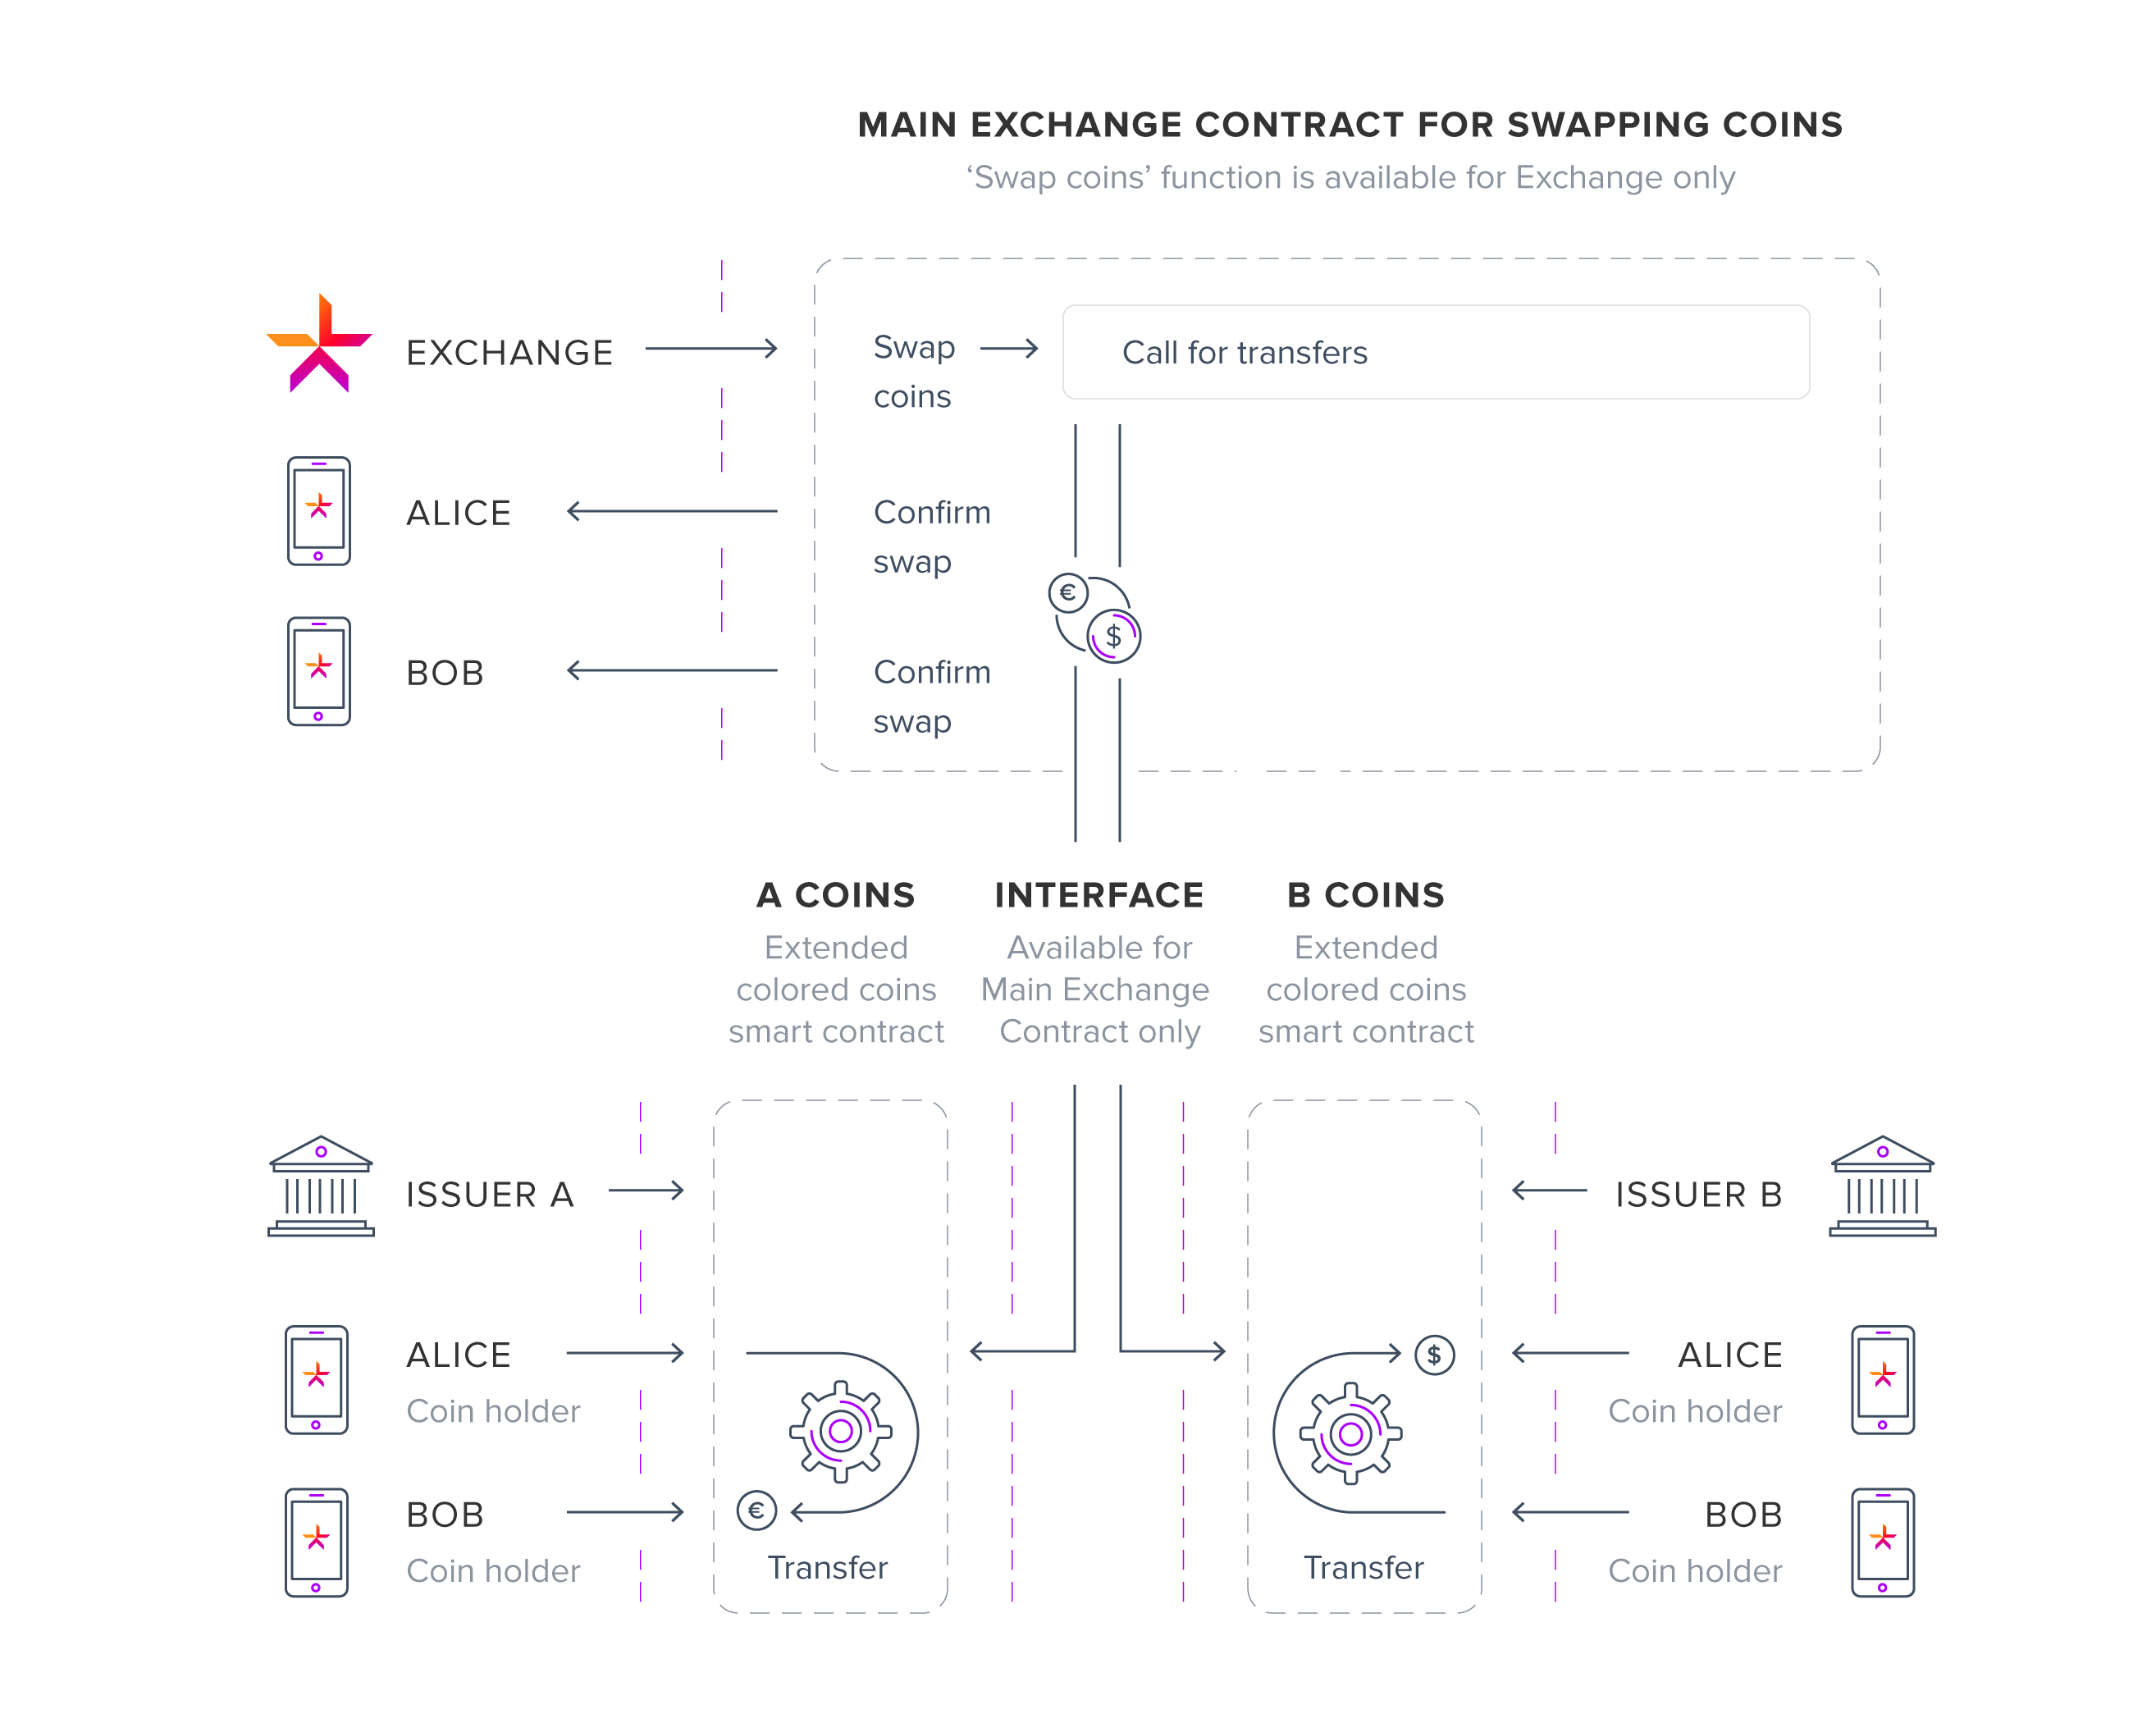 MAIN EXCHANGE CONTRACT FOR SWAPPING COINS
‘Swap coins’ function is available for Exchange only
EXCHANGE
Swap
coins
Call for transfers
ALICE
Confirm
swap
€
$
BOB
Confirm
swap
A COINS
Extended
colored coins
smart contract
INTERFACE
Available for
Main Exchange
Contract only
B COINS
Extended
colored coins
smart contract
ISSUER A
ISSUER B
ALICE
Coin holder
$
ALICE
Coin holder
BOB
Coin holder
€
Transfer
Transfer
BOB
Coin holder